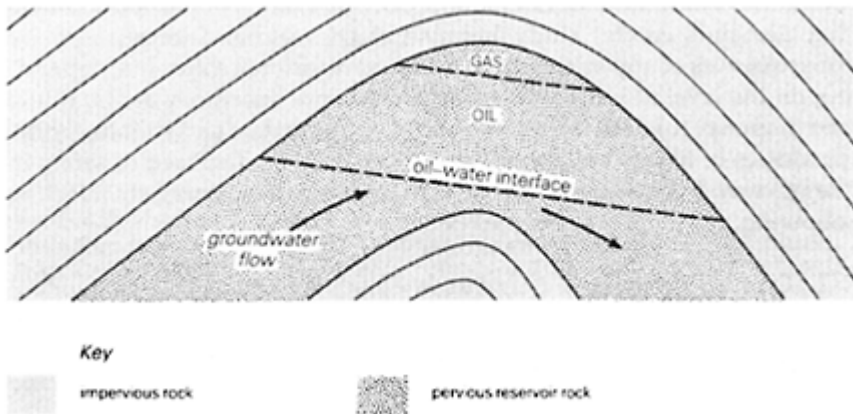 GAS
OIL
oil–water interface
groundwater
flow
Key
impervious rock
pervious reservoir rock